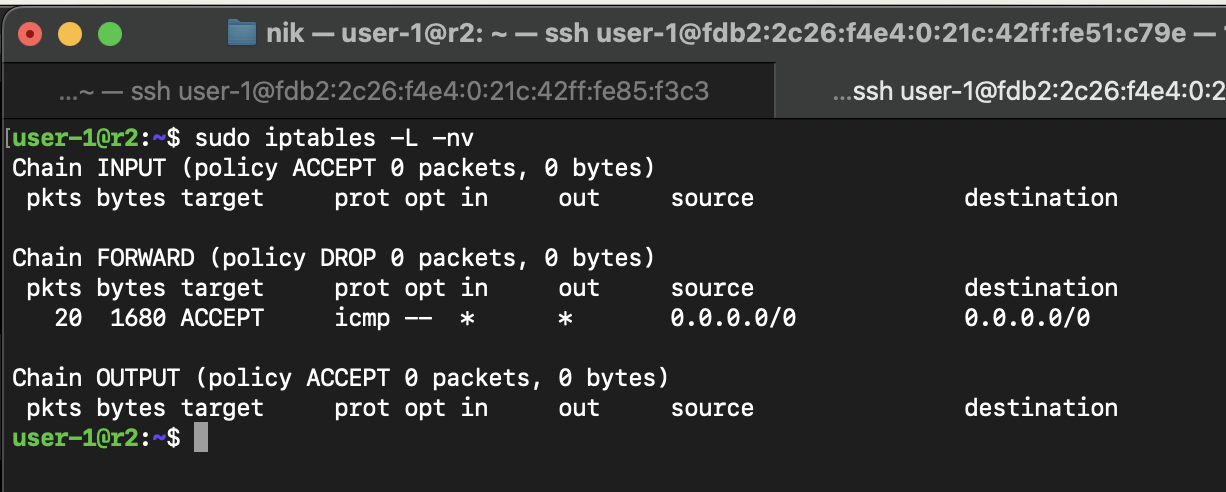 nik — user-1@r2: ~ — ssh user-1@fdb2:2c26:f4e4:0:21c:42ff:fe51:c79e —
...~ — ssh user-1@fdb2:2c26:f4e4:0:21c:42ff:fe85:f3c3
...ssh user-1@fdb2:2c26:f4e4:0:2
[user-1@r2:~$ sudo iptables -L -nv
Chain INPUT (policy ACCEPT 0 packets, 0 bytes)
 pkts bytes target     prot opt in     out     source               destination

Chain FORWARD (policy DROP 0 packets, 0 bytes)
 pkts bytes target     prot opt in     out     source               destination
   20  1680 ACCEPT     icmp --  *      *       0.0.0.0/0            0.0.0.0/0

Chain OUTPUT (policy ACCEPT 0 packets, 0 bytes)
 pkts bytes target     prot opt in     out     source               destination
user-1@r2:~$